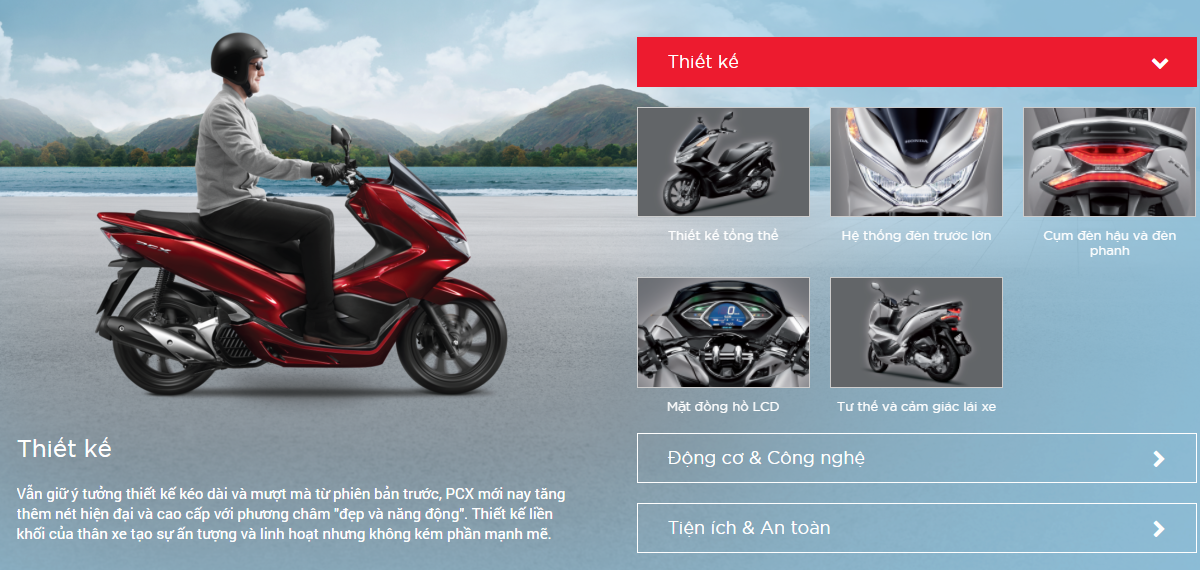 PCX
Thiết kế
Vẫn giữ ý tưởng thiết kế kéo dài và mượt mà từ phiên bản trước, PCX mới nay tăng
thêm nét hiện đại và cao cấp với phương châm "đẹp và năng động". Thiết kế liền
khối của thân xe tạo sự ấn tượng và linh hoạt nhưng không kém phần mạnh mẽ.
Thiết kế
HONDA
Thiết kế tổng thể
Hệ thống đèn trước lớn
Cụm đèn hậu và đèn
phanh
Mặt đồng hồ LCD
Tư thế và cảm giác lái xe
Động cơ & Công nghệ
Tiện ích & An toàn